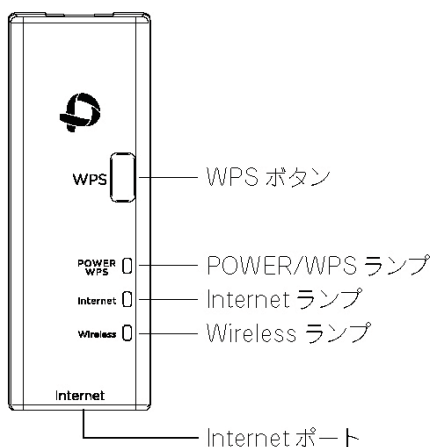 WPS
WPS ボタン
POWER
WPS
POWER/WPS ランプ
Internet
Internet ランプ
Wireless
Wireless ランプ
Internet
Internet ポート